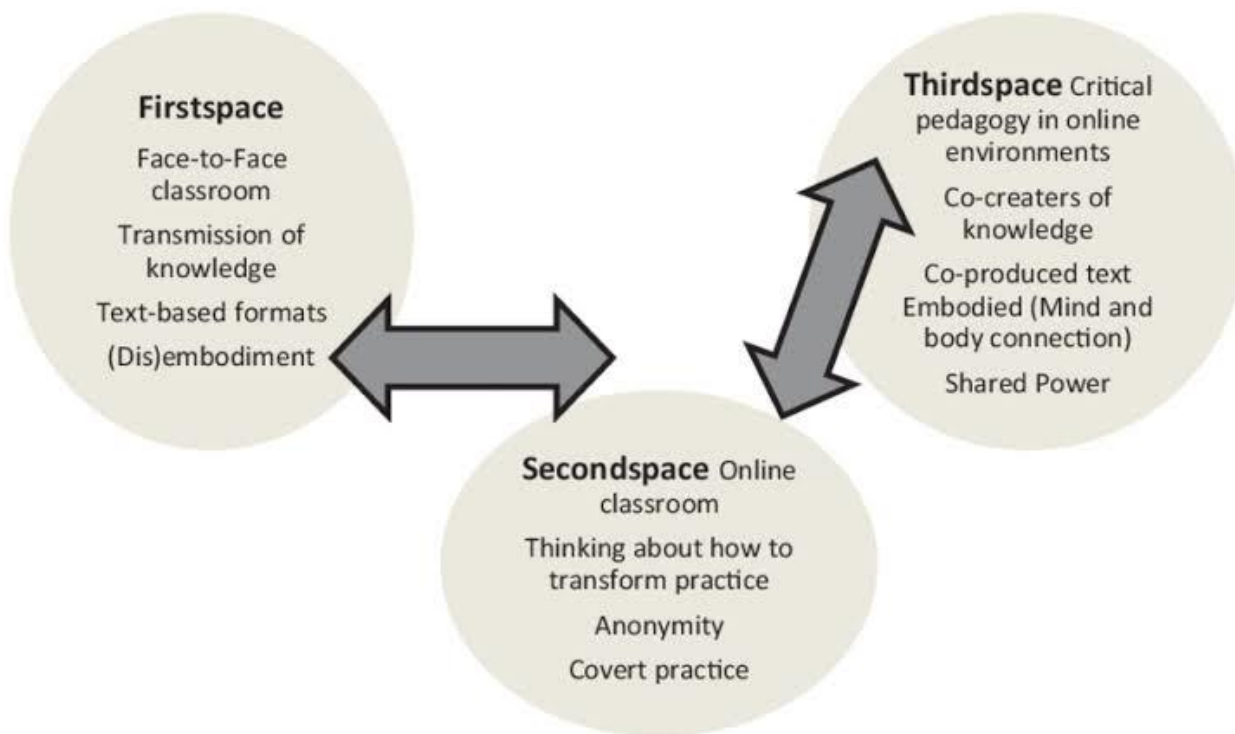 Firstspace
Face-to-Face
classroom
Transmission of
knowledge
Text-based formats
(Dis)embodiment
Secondspace Online
classroom
Thinking about how to
transform practice
Anonymity
Covert practice
Thirdspace Critical
pedagogy in online
environments
Co-creaters of
knowledge
Co-produced text
Embodied (Mind and
body connection)
Shared Power